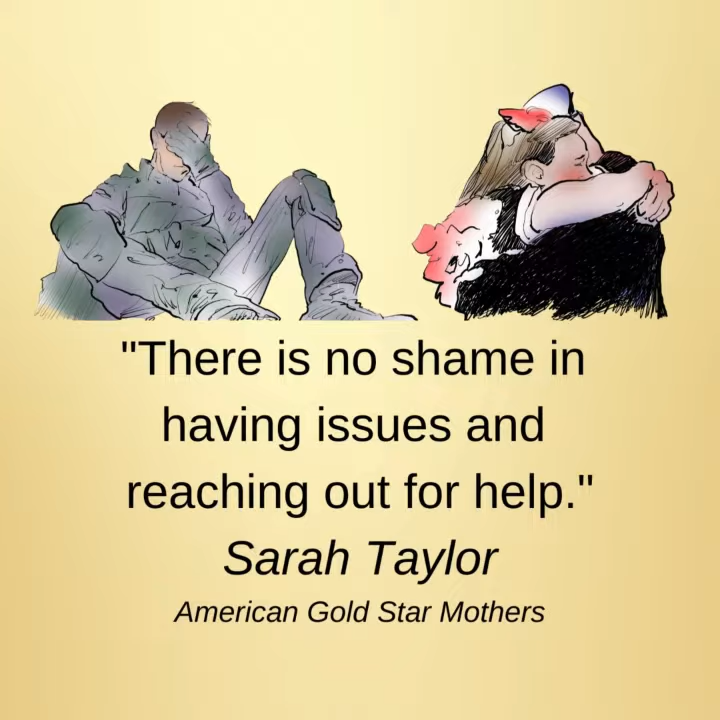 "There is no shame in
having issues and
reaching out for help."
Sarah Taylor
American Gold Star Mothers